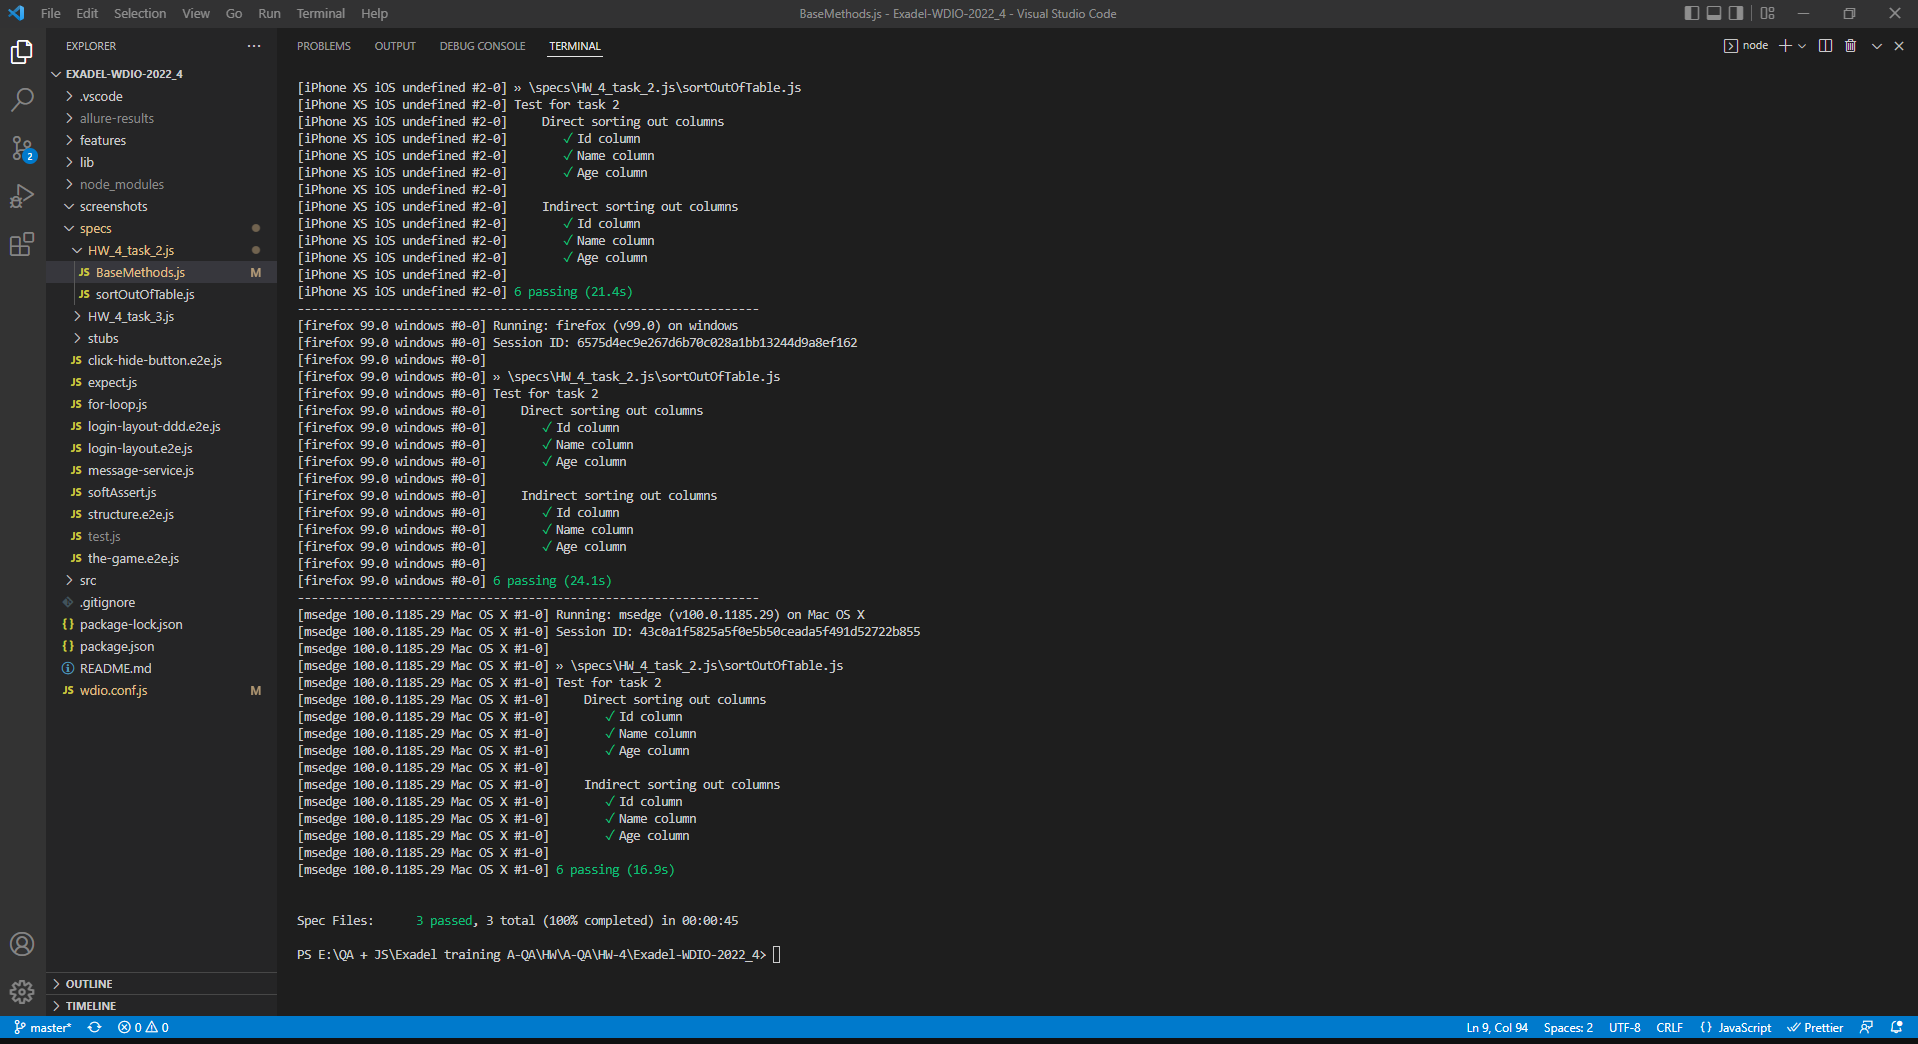 File Edit Selection View Go Run Terminal Help
BaseMethods.js - Exadel-WDIO-2022_4 - Visual Studio Code
EXPLORER
EXADEL-WDIO-2022_4
.vscode
allure-results
features
lib
node_modules
screenshots
specs
HW_4_task_2.js
JS BaseMethods.js M
JS sortOutOfTable.js
HW_4_task_3.js
stubs
JS click-hide-button.e2e.js
JS expect.js
JS for-loop.js
JS login-layout-ddd.e2e.js
JS login-layout.e2e.js
JS message-service.js
JS softAssert.js
JS structure.e2e.js
JS test.js
JS the-game.e2e.js
src
.gitignore
{} package-lock.json
{} package.json
README.md
JS wdio.conf.js M
OUTLINE
TIMELINE
2
PROBLEMS OUTPUT DEBUG CONSOLE TERMINAL
node
[iPhone XS iOS undefined #2-0] » \specs\HW_4_task_2.js\sortOutOfTable.js
[iPhone XS iOS undefined #2-0] Test for task 2
[iPhone XS iOS undefined #2-0] Direct sorting out columns
[iPhone XS iOS undefined #2-0] ✓ Id column
[iPhone XS iOS undefined #2-0] ✓ Name column
[iPhone XS iOS undefined #2-0] ✓ Age column
[iPhone XS iOS undefined #2-0]
[iPhone XS iOS undefined #2-0] Indirect sorting out columns
[iPhone XS iOS undefined #2-0] ✓ Id column
[iPhone XS iOS undefined #2-0] ✓ Name column
[iPhone XS iOS undefined #2-0] ✓ Age column
[iPhone XS iOS undefined #2-0]
[iPhone XS iOS undefined #2-0] 6 passing (21.4s)
------------------------------------------------------------------
[firefox 99.0 windows #0-0] Running: firefox (v99.0) on windows
[firefox 99.0 windows #0-0] Session ID: 6575d4ec9e267d6b70c028a1bb13244d9a8ef162
[firefox 99.0 windows #0-0]
[firefox 99.0 windows #0-0] » \specs\HW_4_task_2.js\sortOutOfTable.js
[firefox 99.0 windows #0-0] Test for task 2
[firefox 99.0 windows #0-0] Direct sorting out columns
[firefox 99.0 windows #0-0] ✓ Id column
[firefox 99.0 windows #0-0] ✓ Name column
[firefox 99.0 windows #0-0] ✓ Age column
[firefox 99.0 windows #0-0]
[firefox 99.0 windows #0-0] Indirect sorting out columns
[firefox 99.0 windows #0-0] ✓ Id column
[firefox 99.0 windows #0-0] ✓ Name column
[firefox 99.0 windows #0-0] ✓ Age column
[firefox 99.0 windows #0-0]
[firefox 99.0 windows #0-0] 6 passing (24.1s)
------------------------------------------------------------------
[msedge 100.0.1185.29 Mac OS X #1-0] Running: msedge (v100.0.1185.29) on Mac OS X
[msedge 100.0.1185.29 Mac OS X #1-0] Session ID: 43c0a1f5825a5f0e5b50ceada5f491d52722b855
[msedge 100.0.1185.29 Mac OS X #1-0]
[msedge 100.0.1185.29 Mac OS X #1-0] » \specs\HW_4_task_2.js\sortOutOfTable.js
[msedge 100.0.1185.29 Mac OS X #1-0] Test for task 2
[msedge 100.0.1185.29 Mac OS X #1-0] Direct sorting out columns
[msedge 100.0.1185.29 Mac OS X #1-0] ✓ Id column
[msedge 100.0.1185.29 Mac OS X #1-0] ✓ Name column
[msedge 100.0.1185.29 Mac OS X #1-0] ✓ Age column
[msedge 100.0.1185.29 Mac OS X #1-0]
[msedge 100.0.1185.29 Mac OS X #1-0] Indirect sorting out columns
[msedge 100.0.1185.29 Mac OS X #1-0] ✓ Id column
[msedge 100.0.1185.29 Mac OS X #1-0] ✓ Name column
[msedge 100.0.1185.29 Mac OS X #1-0] ✓ Age column
[msedge 100.0.1185.29 Mac OS X #1-0]
[msedge 100.0.1185.29 Mac OS X #1-0] 6 passing (16.9s)
Spec Files: 3 passed, 3 total (100% completed) in 00:00:45
PS E:\QA + JS\Exadel training A-QA\HW\A-QA\HW-4\Exadel-WDIO-2022_4>
master* 0 0
Ln 9, Col 94 Spaces: 2 UTF-8 CRLF {} JavaScript Prettier